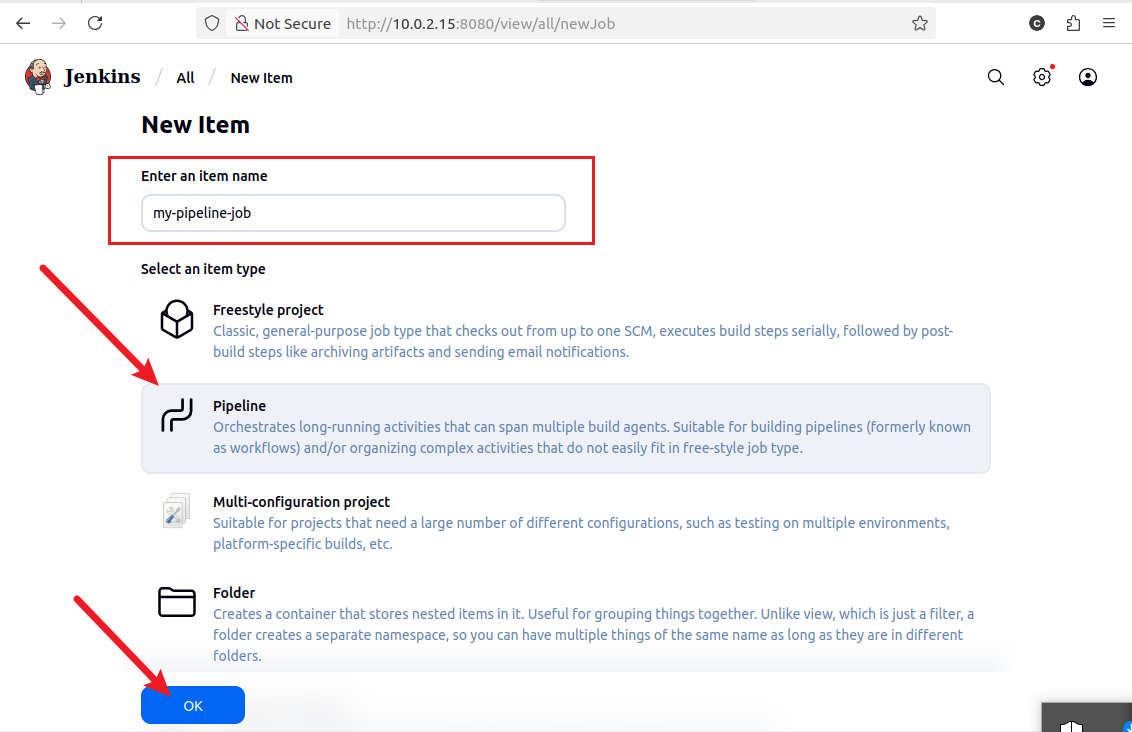 Not Secure http://10.0.2.15:8080/view/all/newJob C
Jenkins / All / New Item
New Item
Enter an item name
my-pipeline-job
Select an item type
Freestyle project
Classic, general-purpose job type that checks out from up to one SCM, executes build steps serially, followed by post-
build steps like archiving artifacts and sending email notifications.
Pipeline
Orchestrates long-running activities that can span multiple build agents. Suitable for building pipelines (formerly known
as workflows) and/or organizing complex activities that do not easily fit in free-style job type.
Multi-configuration project
Suitable for projects that need a large number of different configurations, such as testing on multiple environments,
platform-specific builds, etc.
Folder
Creates a container that stores nested items in it. Useful for grouping things together. Unlike view, which is just a filter, a
folder creates a separate namespace, so you can have multiple things of the same name as long as they are in different
folders.
OK